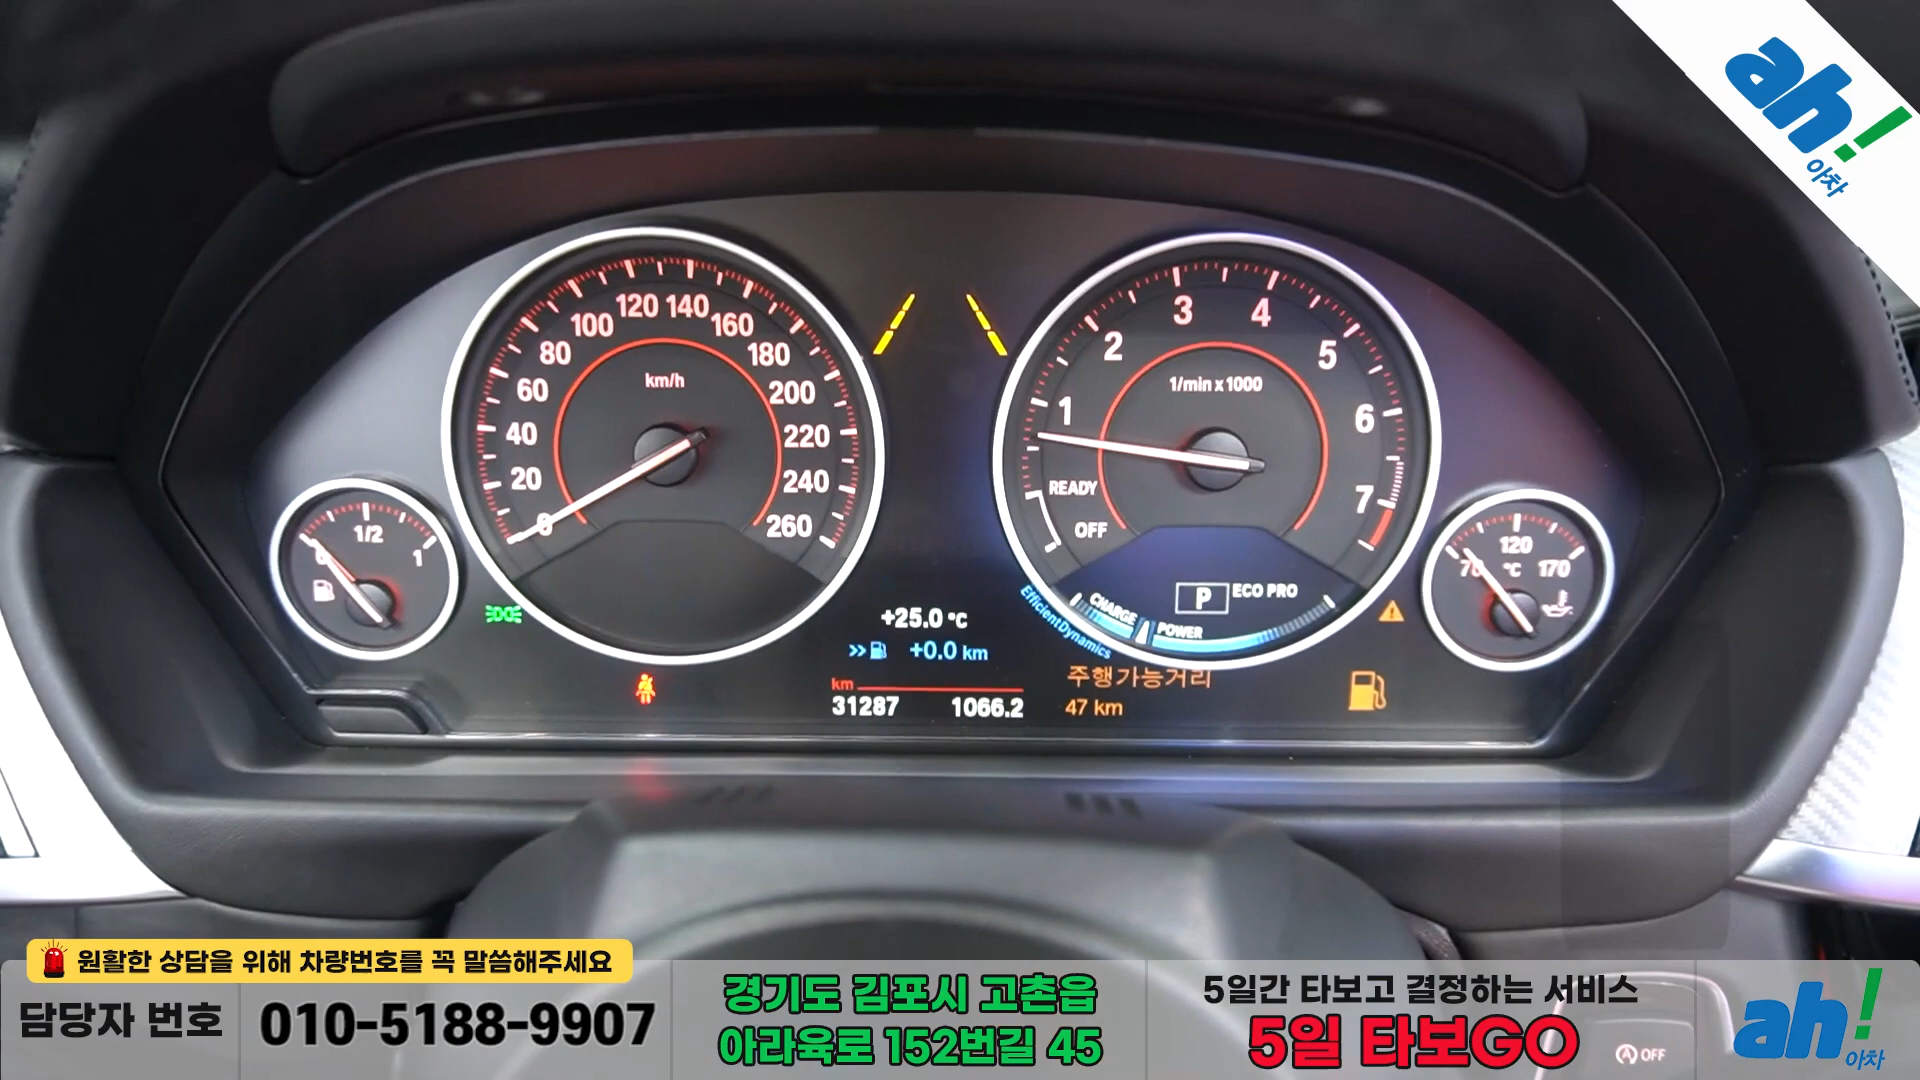 ah!
아차
120 140
100 160
80 180
60 200
40 220
20 240
0 260
km/h
3 4
2 5
1 6
7
1/min x 1000
READY
OFF
1/2
0 1
120
70 °C 170
P ECO PRO
CHARGE
POWER
EfficientDynamics
+25.0 °C
>> +0.0 km
km
31287 1066.2
주행가능거리
47 km
원활한 상담을 위해 차량번호를 꼭 말씀해주세요
담당자 번호
010-5188-9907
경기도 김포시 고촌읍
아라육로 152번길 45
5일간 타보고 결정하는 서비스
5일 타보GO
A OFF
ah!
아차